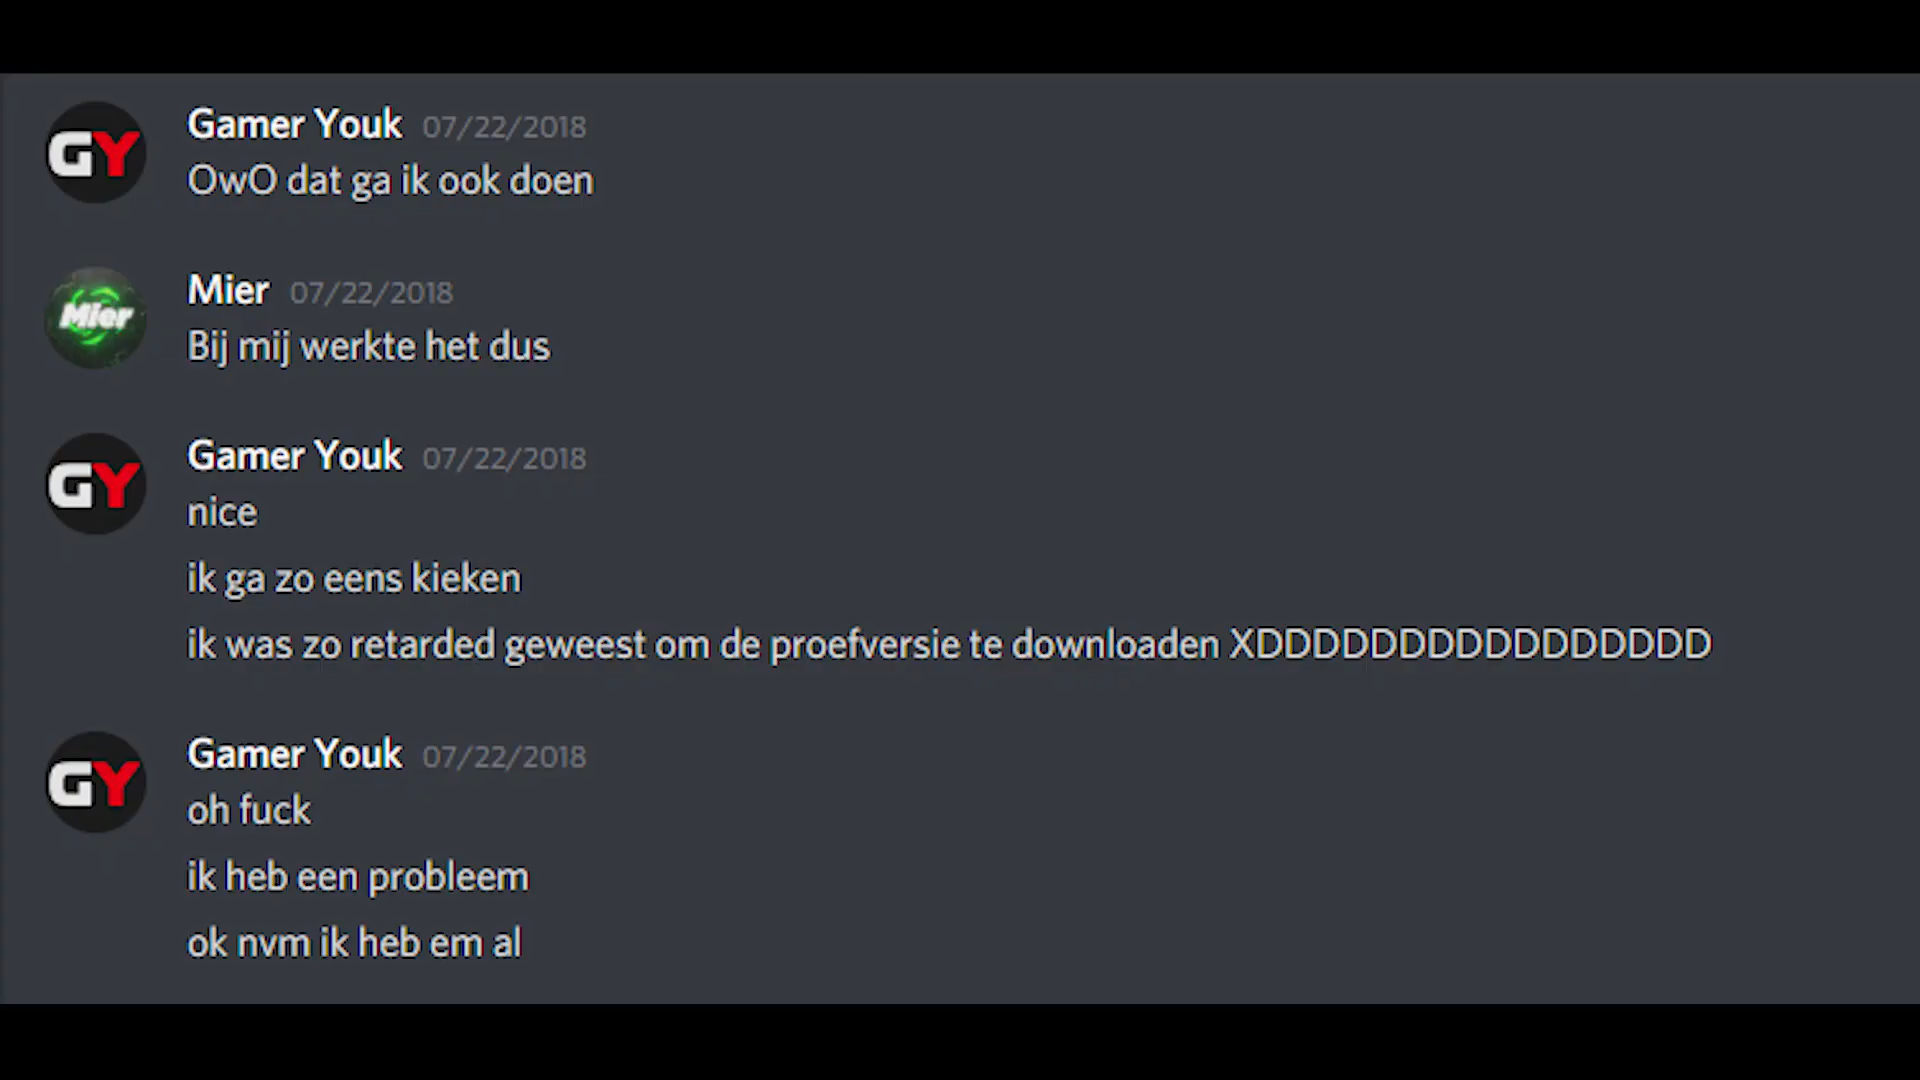 Gamer Youk 07/22/2018
GY
OwO dat ga ik ook doen
Mier 07/22/2018
Mier
Bij mij werkte het dus
Gamer Youk 07/22/2018
GY
nice
ik ga zo eens kieken
ik was zo retarded geweest om de proefversie te downloaden XDDDDDDDDDDDDDDDD
Gamer Youk 07/22/2018
GY
oh fuck
ik heb een probleem
ok nvm ik heb em al